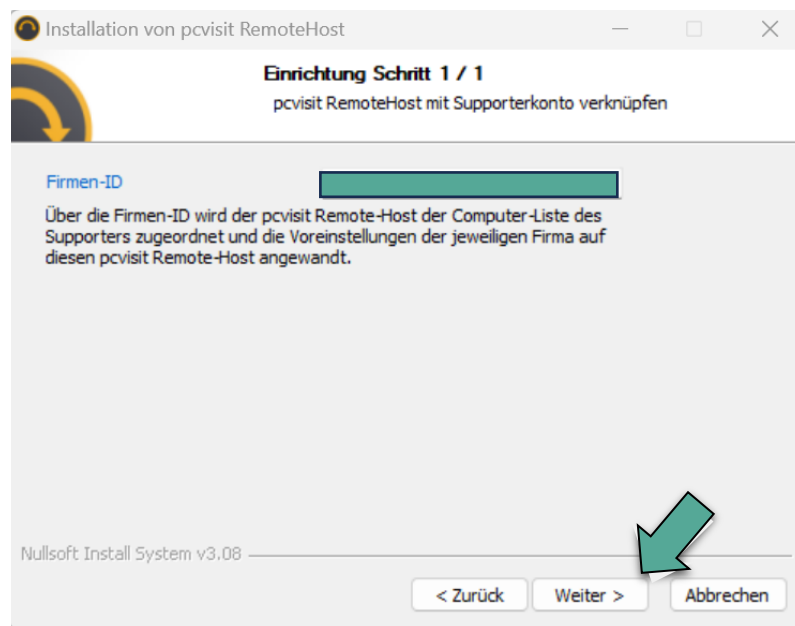 Installation von pcvisit RemoteHost
Einrichtung Schritt 1 / 1
pcvisit RemoteHost mit Supporterkonto verknüpfen
Firmen-ID
Über die Firmen-ID wird der pcvisit Remote-Host der Computer-Liste des
Supporters zugeordnet und die Voreinstellungen der jeweiligen Firma auf
diesen pcvisit Remote-Host angewandt.
Nullsoft Install System v3.08
< Zurück
Weiter >
Abbrechen